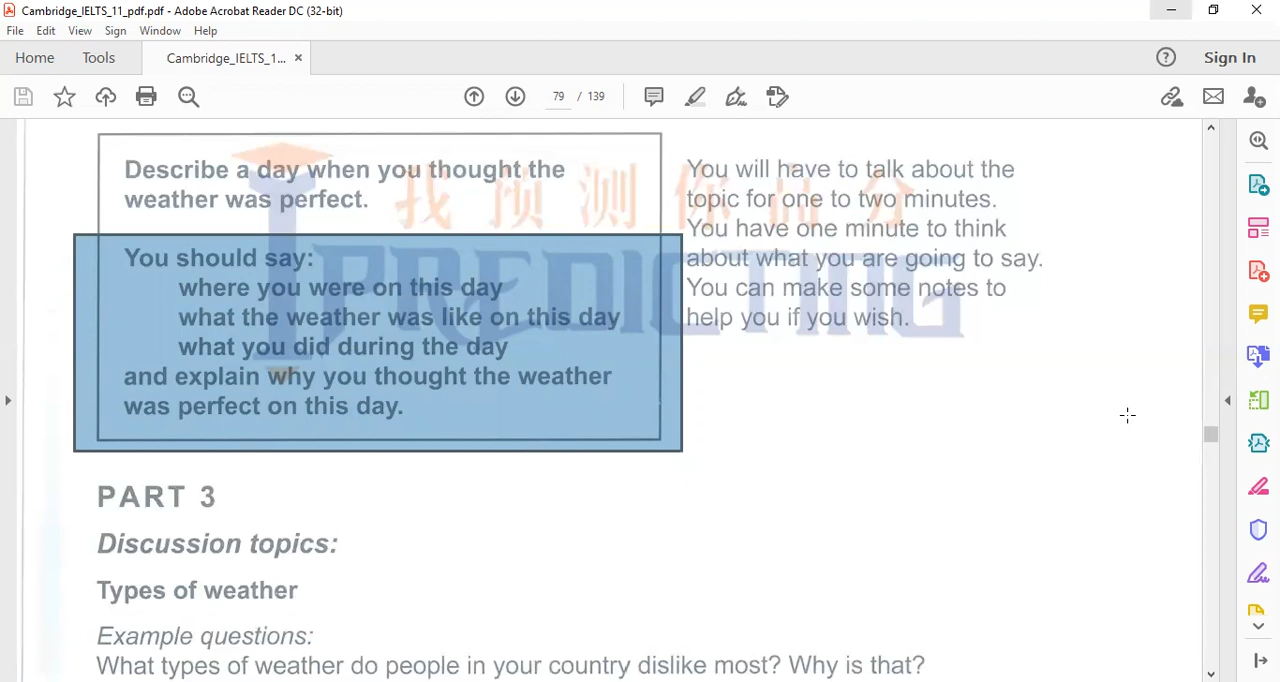 Cambridge_IELTS_11_pdf.pdf - Adobe Acrobat Reader DC (32-bit)
File Edit View Sign Window Help
Home Tools Cambridge_IELTS_1... × Sign In
79 / 139
Describe a day when you thought the
weather was perfect.
You should say:
where you were on this day
what the weather was like on this day
what you did during the day
and explain why you thought the weather
was perfect on this day.
You will have to talk about the
topic for one to two minutes.
You have one minute to think
about what you are going to say.
You can make some notes to
help you if you wish.
我预测你高分
IPREDICTING
PART 3
Discussion topics:
Types of weather
Example questions:
What types of weather do people in your country dislike most? Why is that?